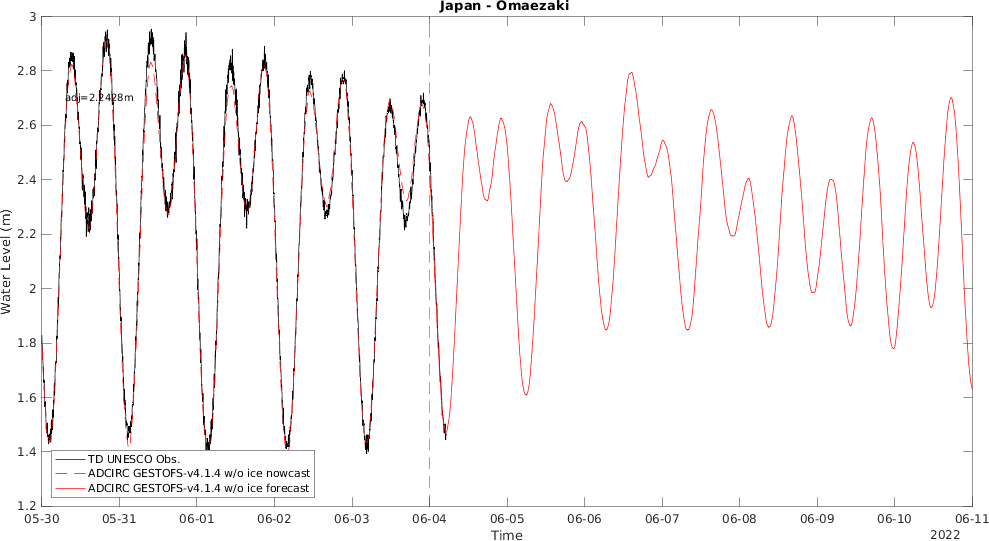 Japan - Omaezaki
3
2.8
2.6
2.4
2.2
2
1.8
1.6
1.4
1.2
Water Level (m)
adj=2.2428m
TD UNESCO Obs.
ADCIRC GESTOFS-v4.1.4 w/o ice nowcast
ADCIRC GESTOFS-v4.1.4 w/o ice forecast
05-30 05-31 06-01 06-02 06-03 06-04 06-05 06-06 06-07 06-08 06-09 06-10 06-11
Time
2022